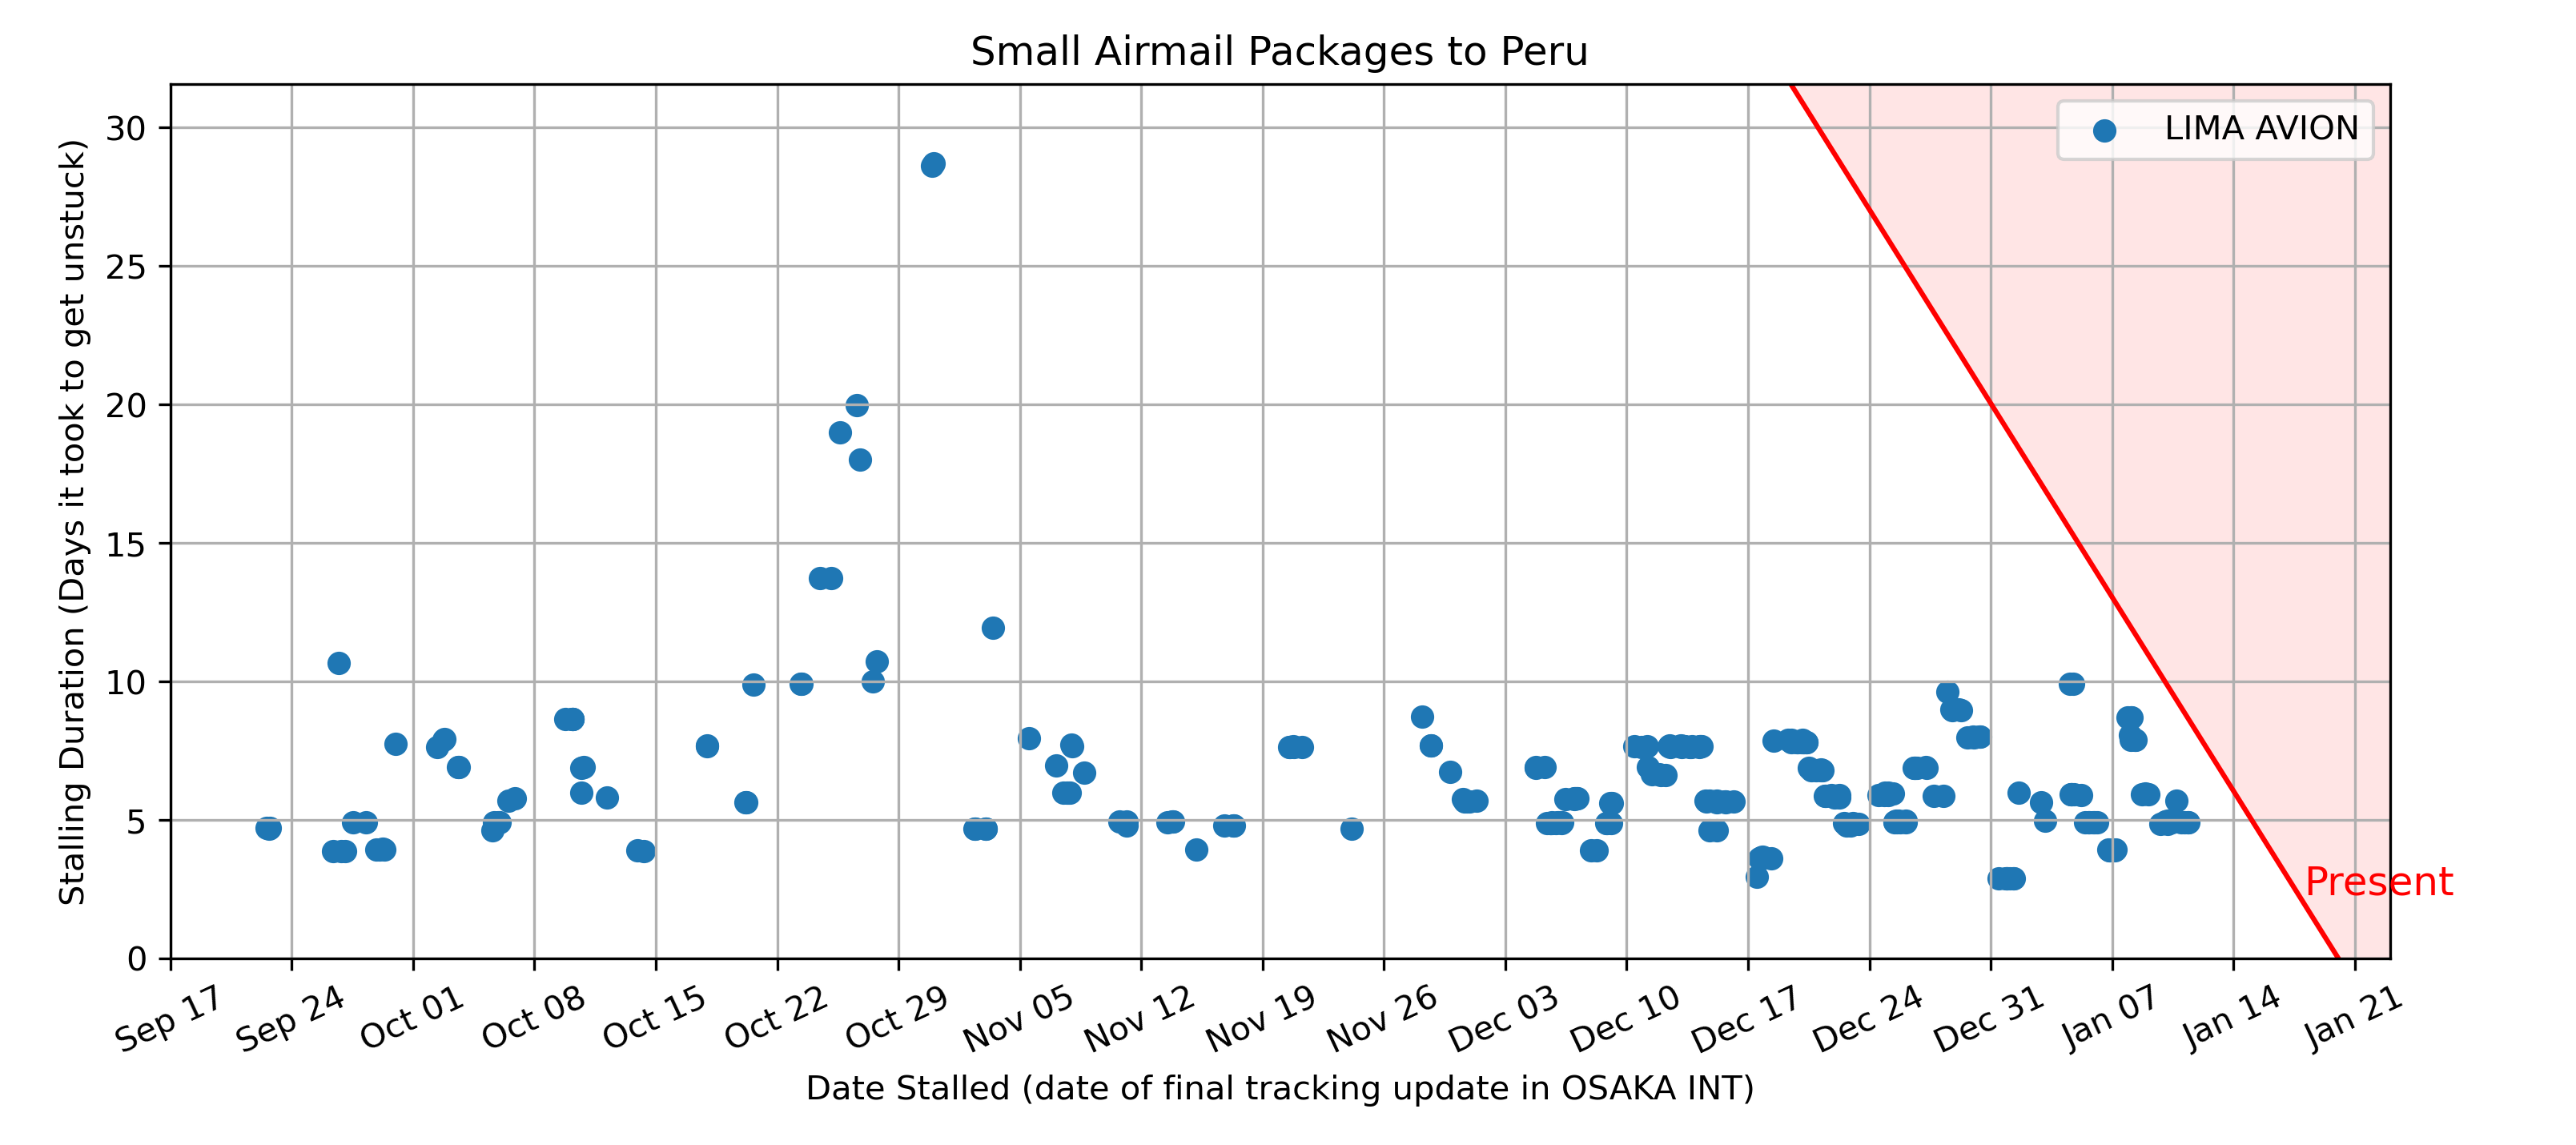 Small Airmail Packages to Peru
LIMA AVION
Stalling Duration (Days it took to get unstuck)
30
25
20
15
10
5
0
Present
Sep 17
Sep 24
Oct 01
Oct 08
Oct 15
Oct 22
Oct 29
Nov 05
Nov 12
Nov 19
Nov 26
Dec 03
Dec 10
Dec 17
Dec 24
Dec 31
Jan 07
Jan 14
Jan 21
Date Stalled (date of final tracking update in OSAKA INT)